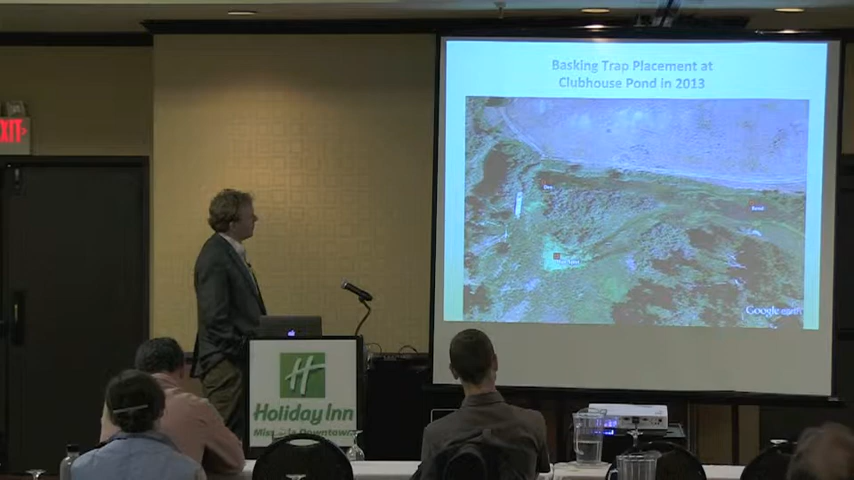 Basking Trap Placement at
Clubhouse Pond in 2013
EXIT
Google earth
H
Holiday Inn